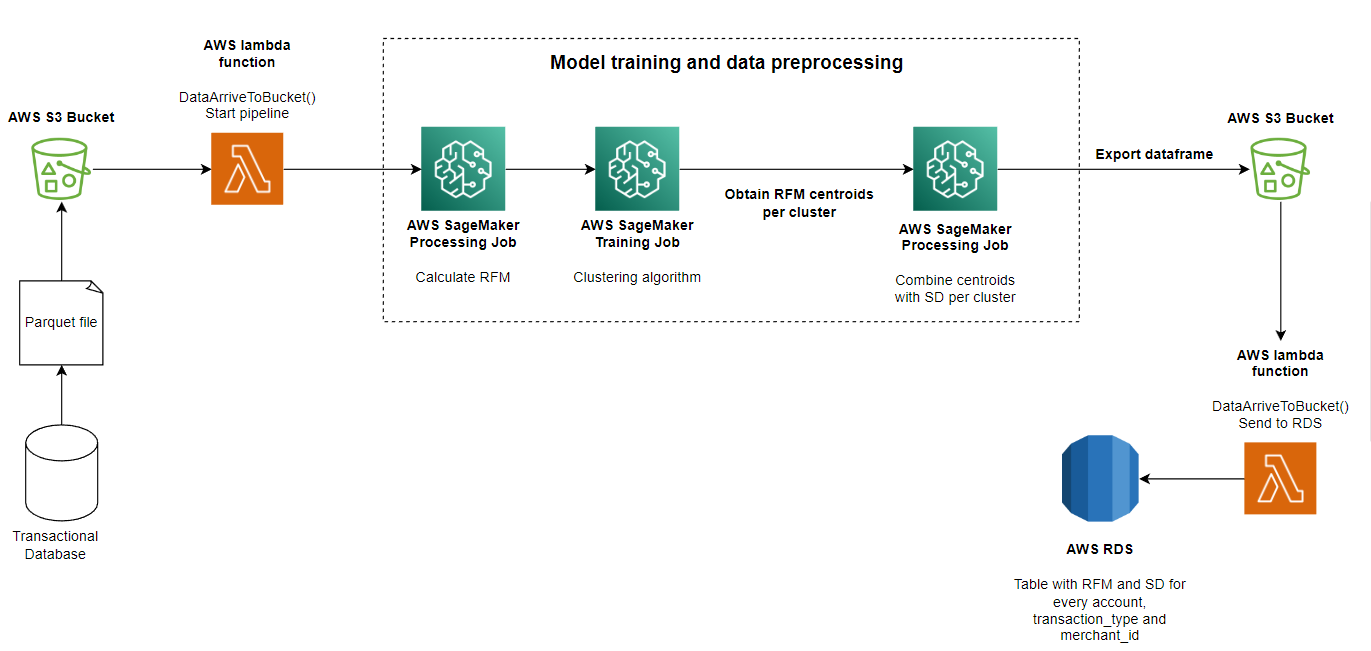 AWS S3 Bucket
AWS lambda
function
DataArriveToBucket()
Start pipeline
Parquet file
Transactional
Database
Model training and data preprocessing
AWS SageMaker
Processing Job
Calculate RFM
AWS SageMaker
Training Job
Clustering algorithm
Obtain RFM centroids
per cluster
AWS SageMaker
Processing Job
Combine centroids
with SD per cluster
Export dataframe
AWS S3 Bucket
AWS lambda
function
DataArriveToBucket()
Send to RDS
AWS RDS
Table with RFM and SD for
every account,
transaction_type and
merchant_id